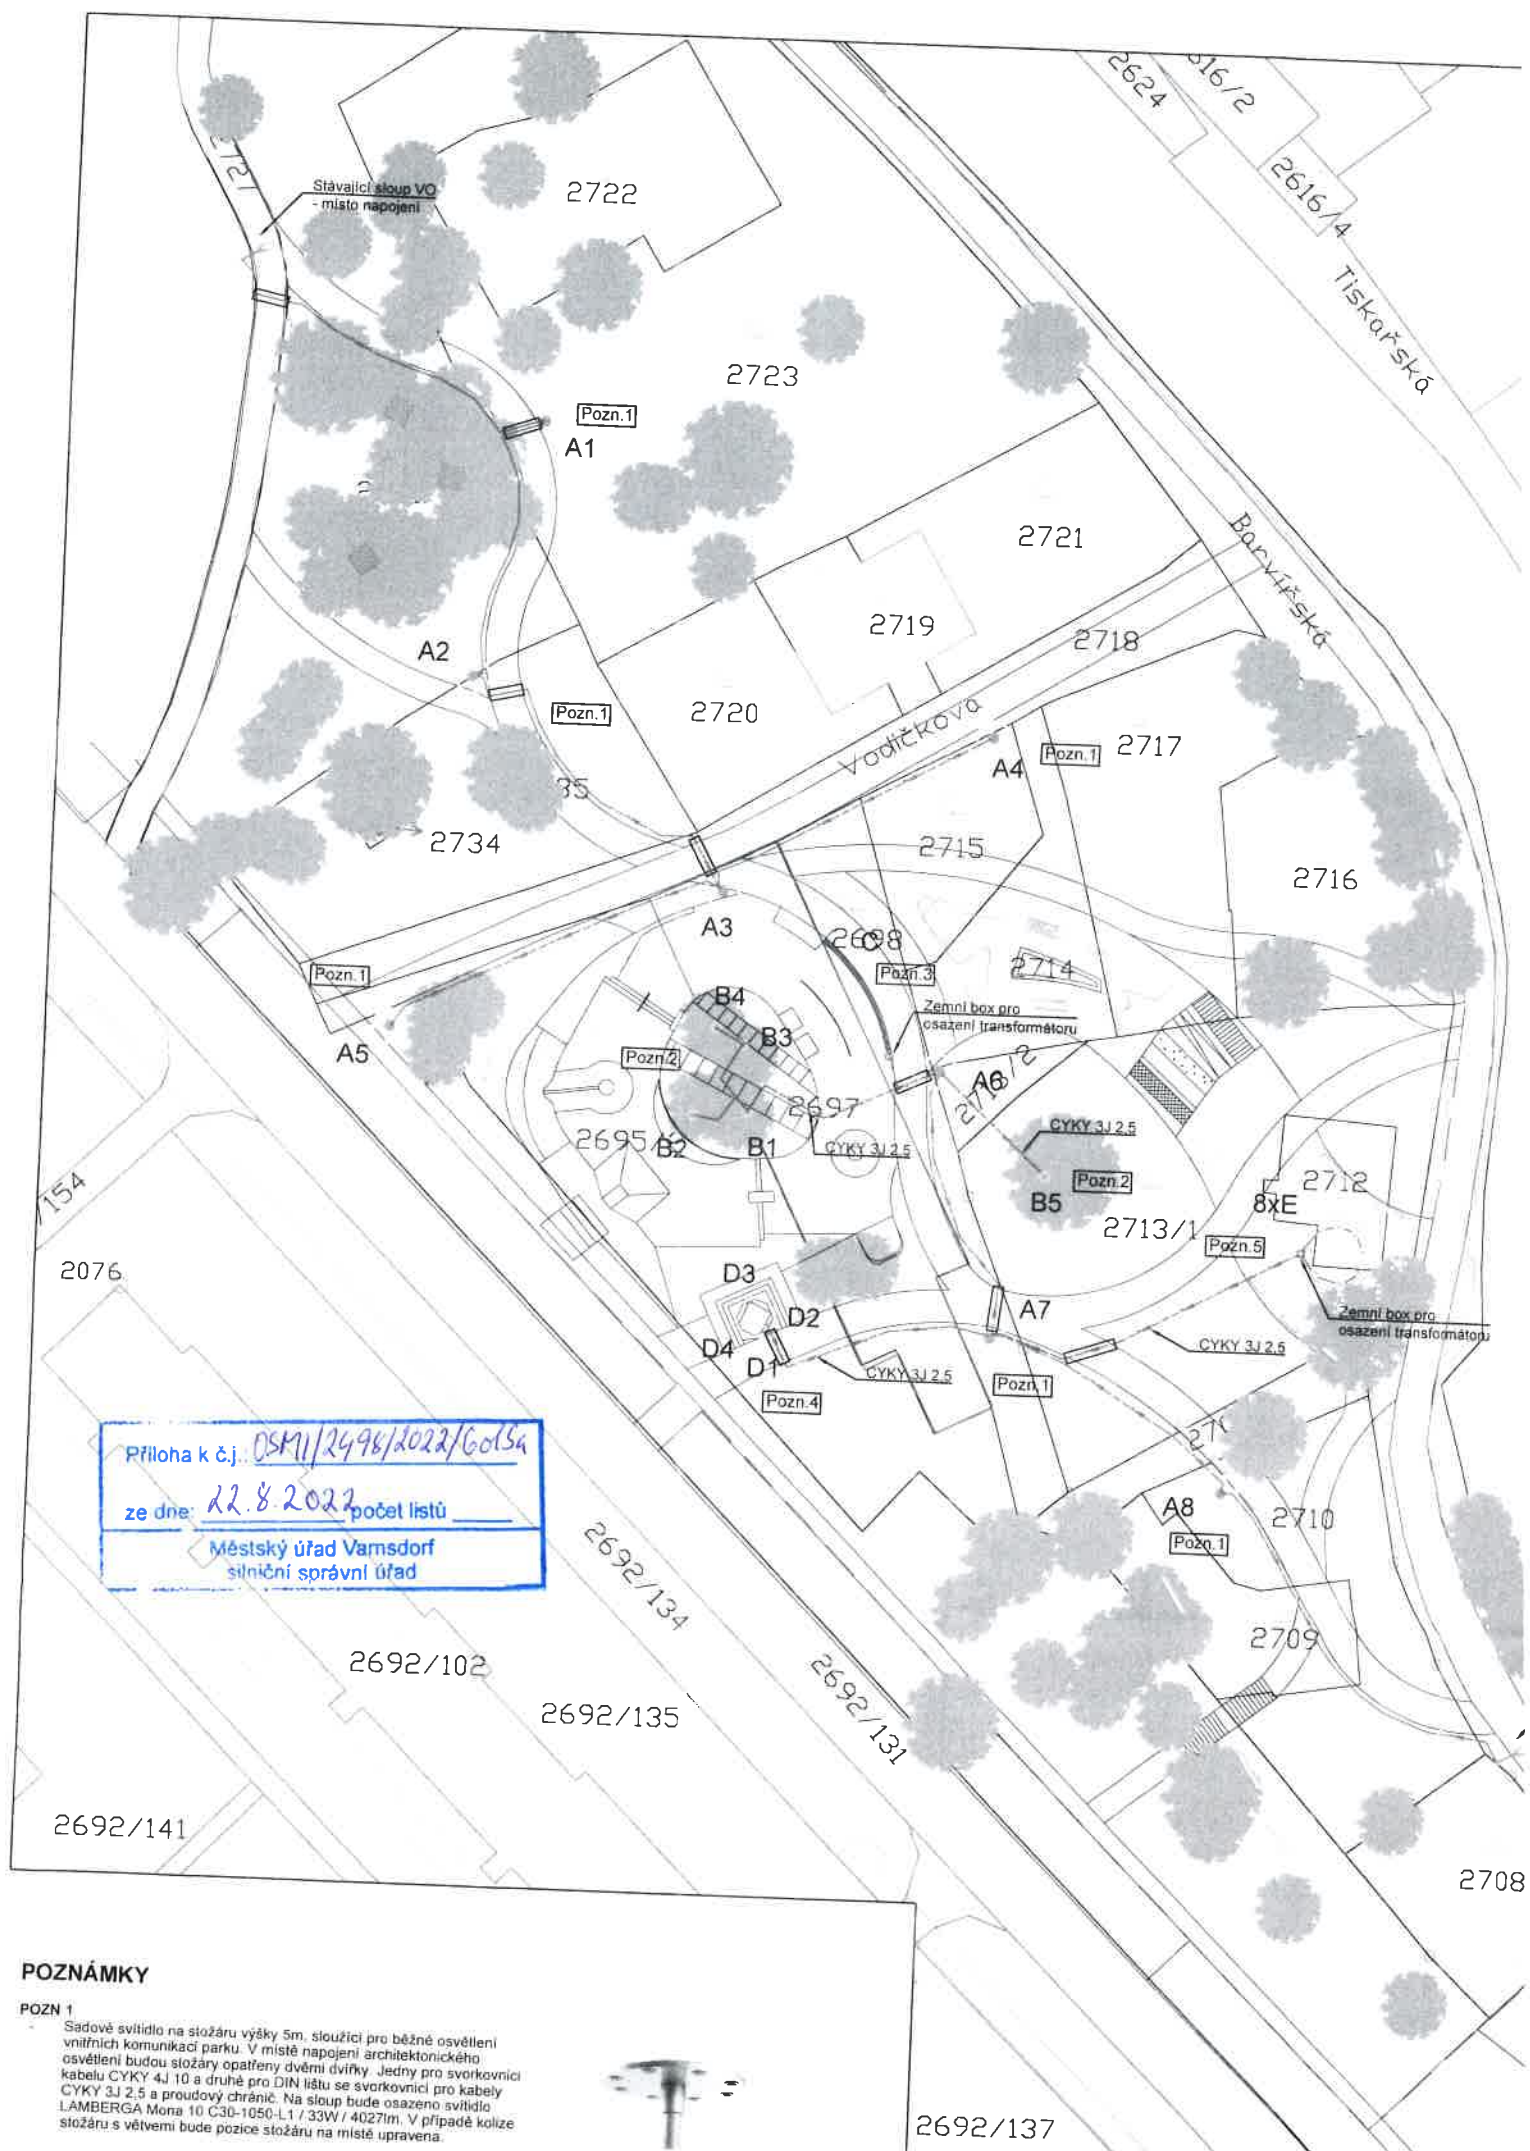 2624
616/2
2616/4
Tiskařská
2727
Stávající sloup VO
- místo napojení
2722
2723
Pozn.1
A1
2721
Barvířská
2719
2718
A2
Pozn.1
2720
Vodičkova
A4
Pozn.1
2717
35
2734
2715
2716
A3
2698
C
Pozn.1
Pozn.3
2714
B4
Zemní box pro
osazení transformátoru
B3
A5
Pozn.2
A6
2713/2
2697
CYKY 3J 2,5
2695/
B2
B1
CYKY 3J 2,5
Pozn.2
2712
/154
B5
8xE
2713/1
Pozn.5
2076
D3
A7
D2
Zemní box pro
osazení transformátoru
D4
D1
CYKY 3J 2,5
CYKY 3J 2,5
Pozn.1
Pozn.4
Příloha k č.j.: OSMI/2498/2022/GolSa
ze dne: 22.8.2022 počet listů
Městský úřad Varnsdorf
silniční správní úřad
A8
2710
Pozn.1
2692/134
2709
2692/102
2692/131
2692/135
2692/141
2708
POZNÁMKY
POZN 1
- Sadové svítidlo na stožáru výšky 5m, sloužící pro běžné osvětlení
vnitřních komunikací parku. V místě napojení architektonického
osvětlení budou stožáry opatřeny dvěmi dvířky. Jedny pro svorkovnici
kabelu CYKY 4J 10 a druhé pro DIN lištu se svorkovnicí pro kabely
CYKY 3J 2,5 a proudový chránič. Na sloup bude osazeno svítidlo
LAMBERGA Mona 10 C30-1050-L1 / 33W / 4027lm. V případě kolize
stožáru s větvemi bude pozice stožáru na místě upravena.
2692/137